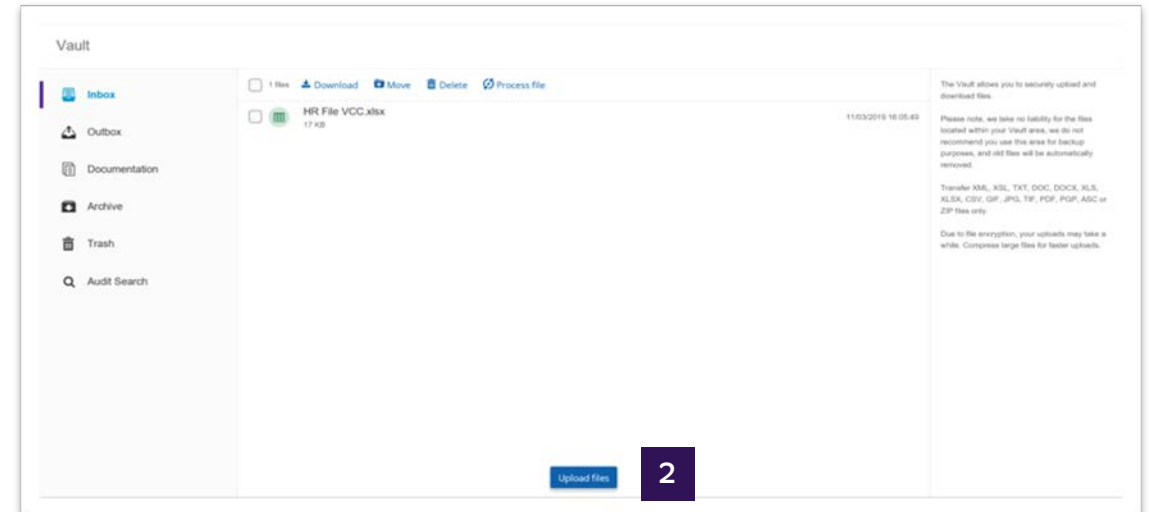 Vault
Inbox
Outbox
Documentation
Archive
Trash
Audit Search
1 files Download Move Delete Process file
HR File VCC.xlsx
17 KB
11/03/2019 16:05:49
The Vault allows you to securely upload and
download files.
Please note, we take no liability for the files
located within your Vault area, we do not
recommend you use this area for backup
purposes, and old files will be automatically
removed.
Transfer XML, XSL, TXT, DOC, DOCX, XLS,
XLSX, CSV, GIF, JPG, TIF, PDF, PGP, ASC or
ZIP files only.
Due to file encryption, your uploads may take a
while. Compress large files for faster uploads.
Upload files
2